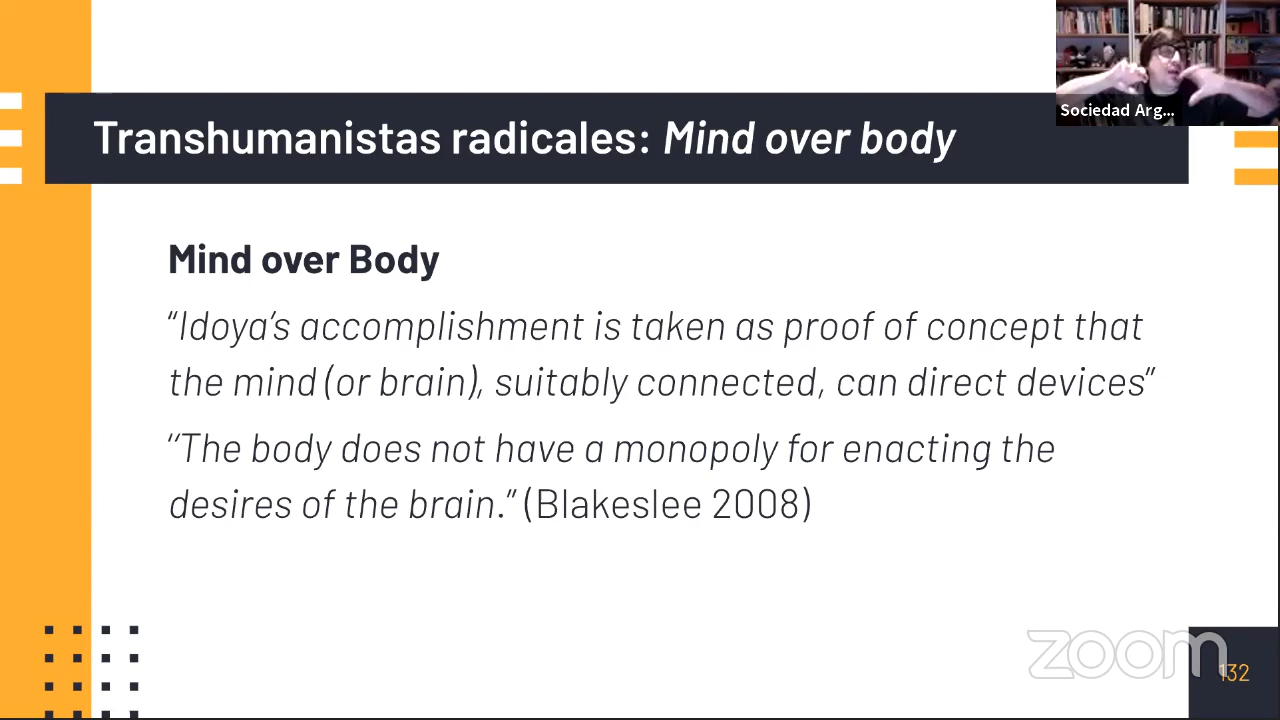 Sociedad Arg...
Transhumanistas radicales: Mind over body
Mind over Body
“Idoya’s accomplishment is taken as proof of concept that
the mind (or brain), suitably connected, can direct devices”
‘’The body does not have a monopoly for enacting the
desires of the brain.” (Blakeslee 2008)
zoom
132